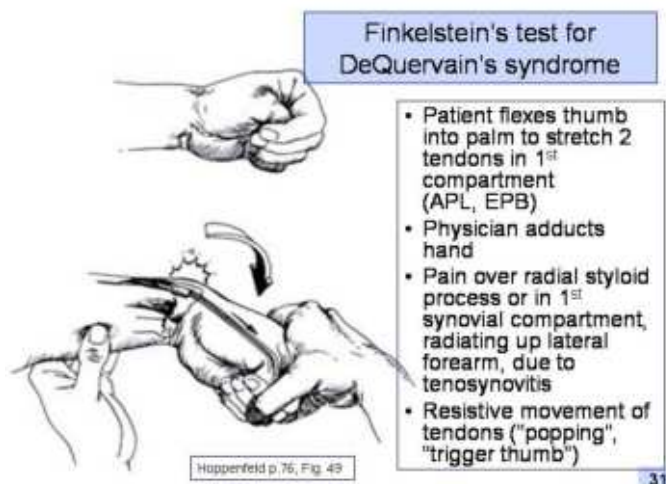 Finkelstein's test for
DeQuervain's syndrome
• Patient flexes thumb
into palm to stretch 2
tendons in 1st
compartment
(APL, EPB)
• Physician adducts
hand
• Pain over radial styloid
process or in 1st
synovial compartment,
radiating up lateral
forearm, due to
tenosynovitis
• Resistive movement of
tendons ("popping",
"trigger thumb")
Hoppenfeld p.76, Fig. 49
31